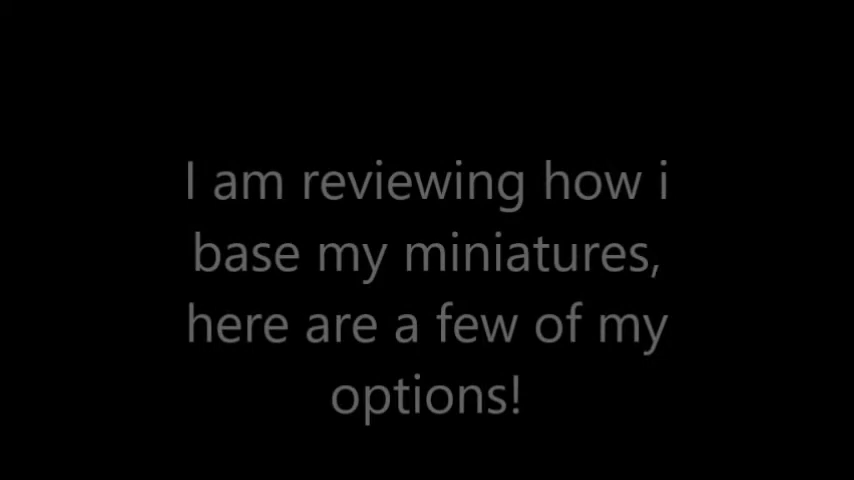 I am reviewing how i
base my miniatures,
here are a few of my
options!